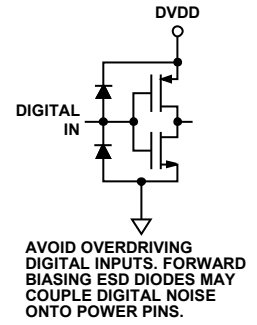 DVDD
DIGITAL
IN
AVOID OVERDRIVING
DIGITAL INPUTS. FORWARD
BIASING ESD DIODES MAY
COUPLE DIGITAL NOISE
ONTO POWER PINS.